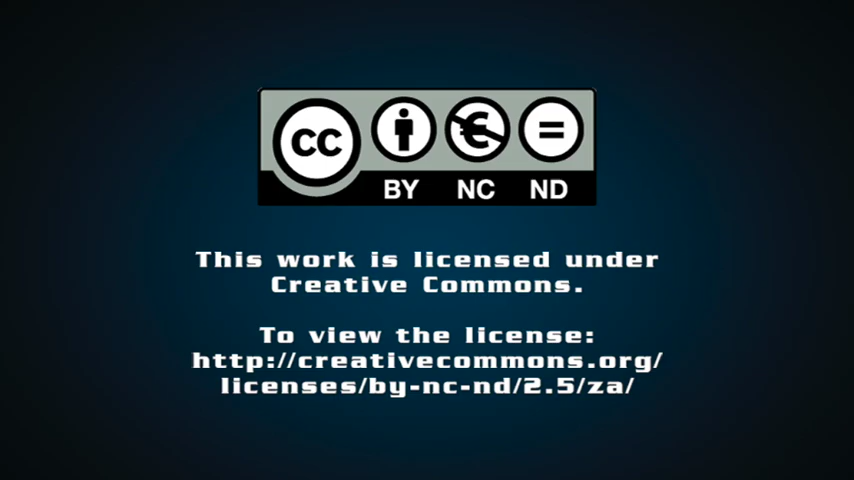 CC
BY NC ND
This work is licensed under
Creative Commons.
To view the license:
http://creativecommons.org/
licenses/by-nc-nd/2.5/za/